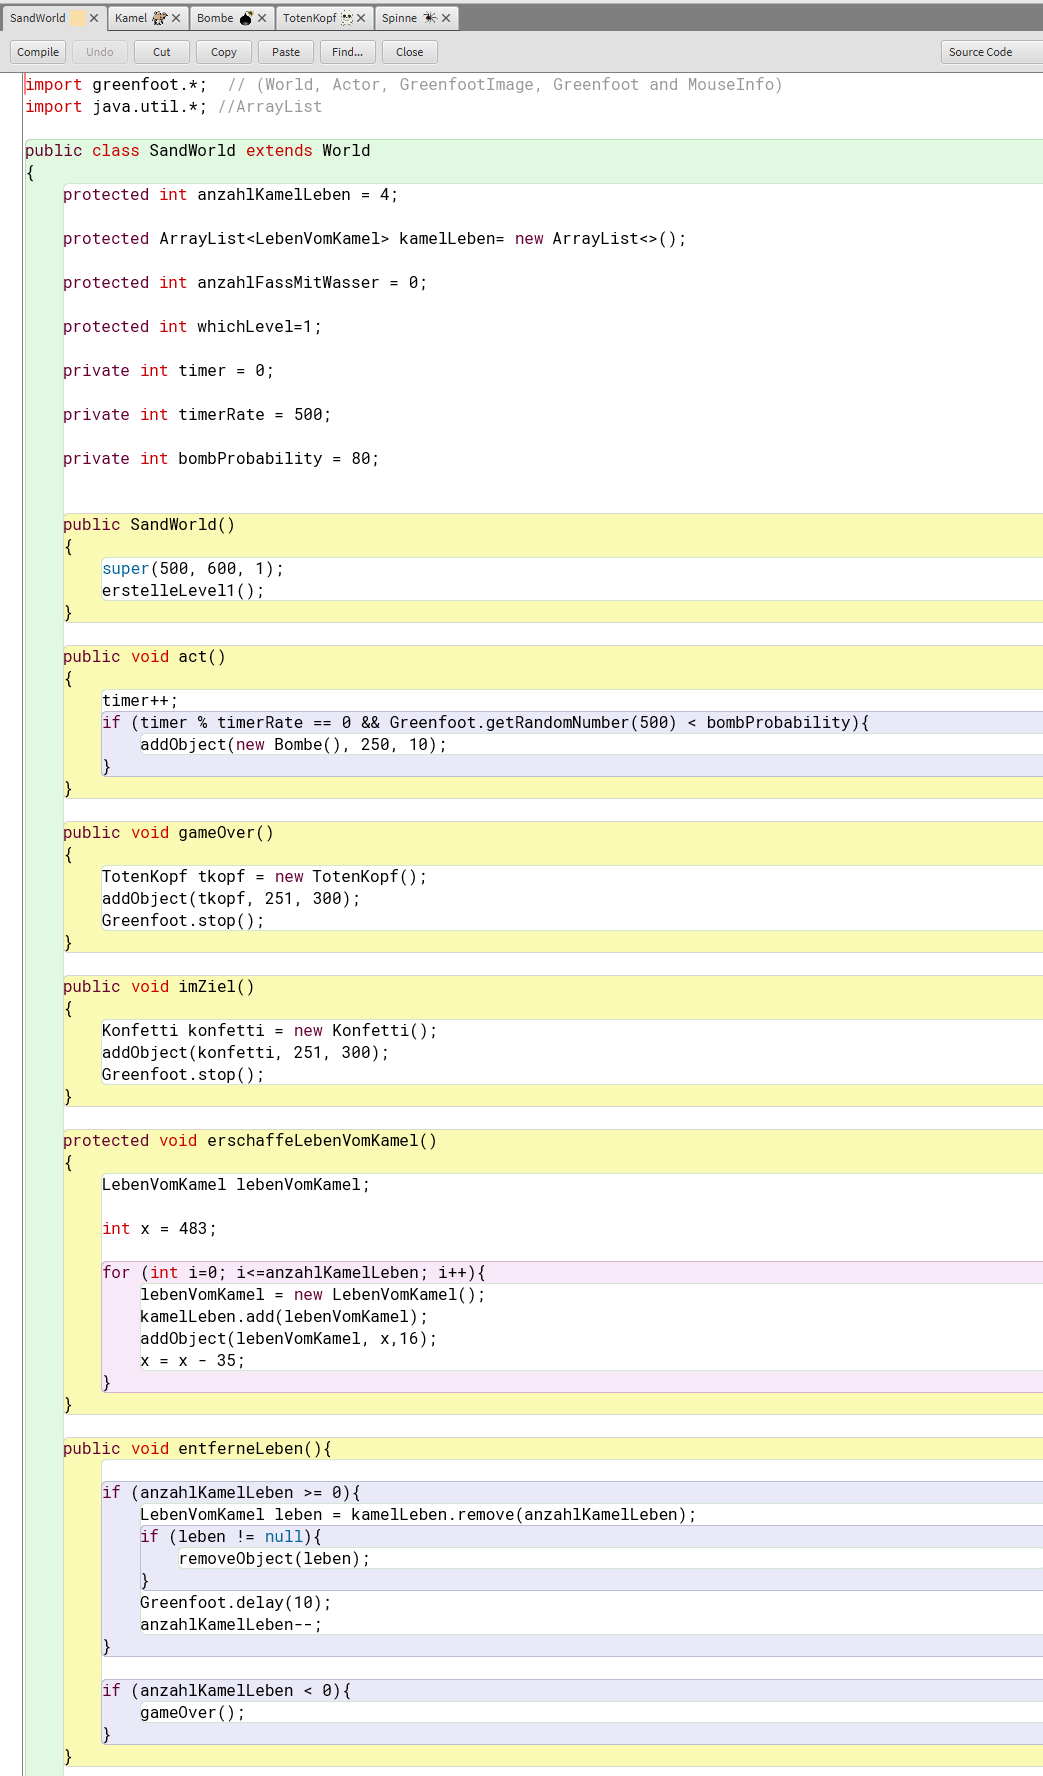 SandWorld Kamel Bombe TotenKopf Spinne
Compile Undo Cut Copy Paste Find... Close Source Code
import greenfoot.*;  // (World, Actor, GreenfootImage, Greenfoot and MouseInfo)
import java.util.*; //ArrayList
public class SandWorld extends World
{
protected int anzahlKamelLeben = 4;
protected ArrayList<LebenVomKamel> kamelLeben= new ArrayList<>();
protected int anzahlFassMitWasser = 0;
protected int whichLevel=1;
private int timer = 0;
private int timerRate = 500;
private int bombProbability = 80;
public SandWorld()
{
super(500, 600, 1);
erstelleLevel1();
}
public void act()
{
timer++;
if (timer % timerRate == 0 && Greenfoot.getRandomNumber(500) < bombProbability){
addObject(new Bombe(), 250, 10);
}
}
public void gameOver()
{
TotenKopf tkopf = new TotenKopf();
addObject(tkopf, 251, 300);
Greenfoot.stop();
}
public void imZiel()
{
Konfetti konfetti = new Konfetti();
addObject(konfetti, 251, 300);
Greenfoot.stop();
}
protected void erschaffeLebenVomKamel()
{
LebenVomKamel lebenVomKamel;
int x = 483;
for (int i=0; i<=anzahlKamelLeben; i++){
lebenVomKamel = new LebenVomKamel();
kamelLeben.add(lebenVomKamel);
addObject(lebenVomKamel, x,16);
x = x - 35;
}
}
public void entferneLeben(){
if (anzahlKamelLeben >= 0){
LebenVomKamel leben = kamelLeben.remove(anzahlKamelLeben);
if (leben != null){
removeObject(leben);
}
Greenfoot.delay(10);
anzahlKamelLeben--;
}
if (anzahlKamelLeben < 0){
gameOver();
}
}